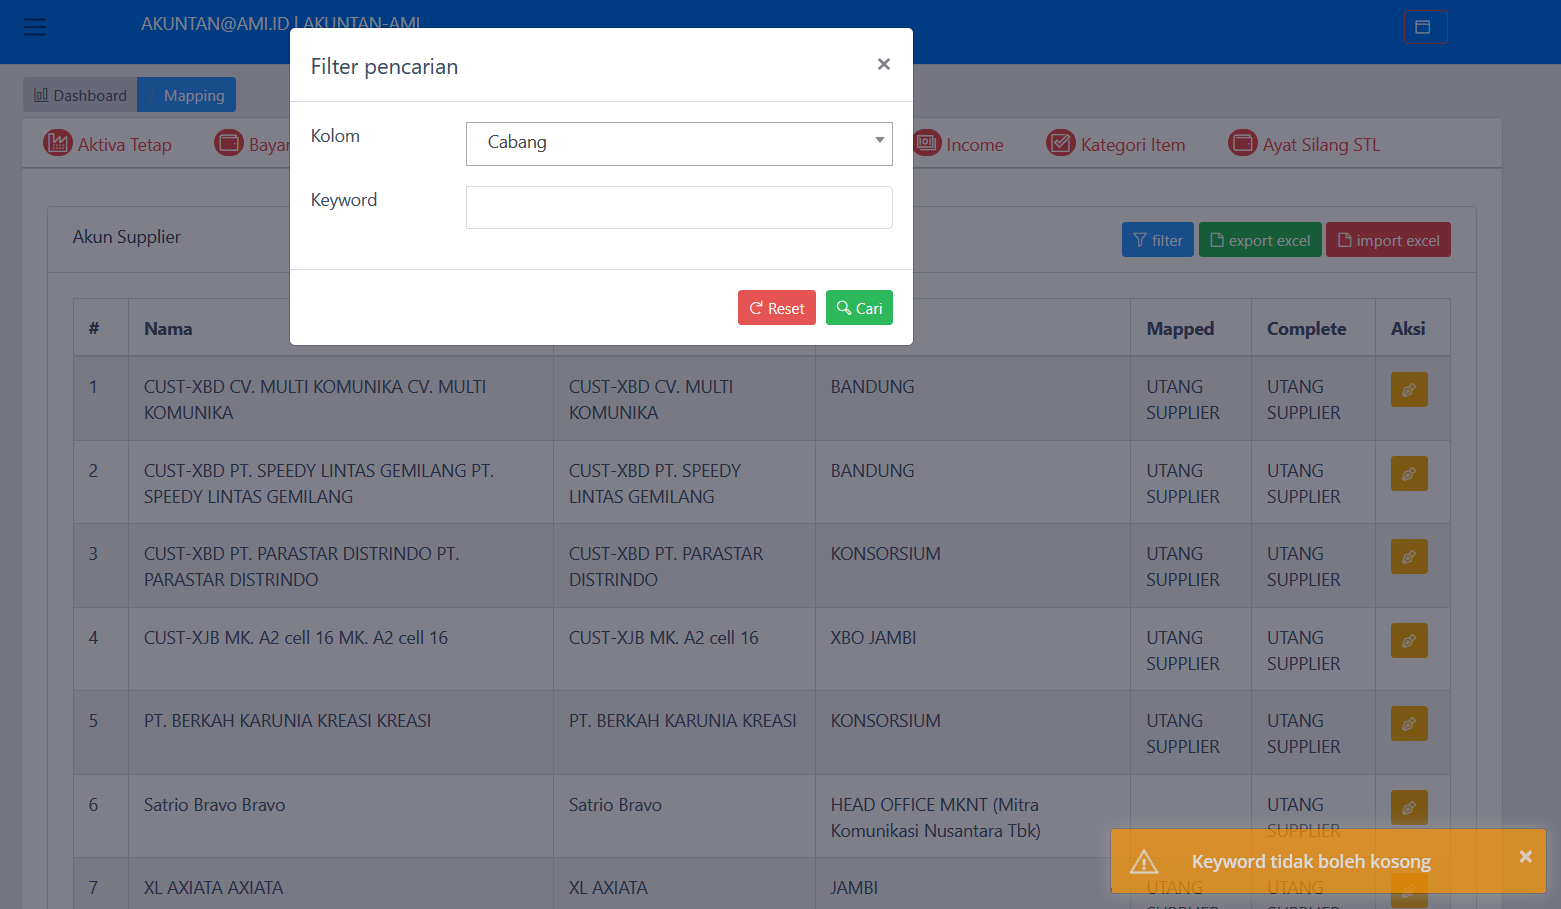 AKUNTAN@AMI.ID | AKUNTAN-AMI
Filter pencarian
×
Dashboard / Mapping
Kolom
Cabang
Aktiva Tetap
Income
Kategori Item
Ayat Silang STL
Keyword
Akun Supplier
filter
export excel
import excel
Reset
Cari
# Nama Mapped Complete Aksi
1 CUST-XBD CV. MULTI KOMUNIKA CV. MULTI CUST-XBD CV. MULTI BANDUNG UTANG UTANG
KOMUNIKA KOMUNIKA SUPPLIER SUPPLIER
2 CUST-XBD PT. SPEEDY LINTAS GEMILANG PT. CUST-XBD PT. SPEEDY BANDUNG UTANG UTANG
SPEEDY LINTAS GEMILANG LINTAS GEMILANG SUPPLIER SUPPLIER
3 CUST-XBD PT. PARASTAR DISTRINDO PT. CUST-XBD PT. PARASTAR KONSORSIUM UTANG UTANG
PARASTAR DISTRINDO DISTRINDO SUPPLIER SUPPLIER
4 CUST-XJB MK. A2 cell 16 MK. A2 cell 16 CUST-XJB MK. A2 cell 16 XBO JAMBI UTANG UTANG
SUPPLIER SUPPLIER
5 PT. BERKAH KARUNIA KREASI KREASI PT. BERKAH KARUNIA KREASI KONSORSIUM UTANG UTANG
SUPPLIER SUPPLIER
6 Satrio Bravo Bravo Satrio Bravo HEAD OFFICE MKNT (Mitra UTANG
Komunikasi Nusantara Tbk) SUPPLIER
Keyword tidak boleh kosong ×
7 XL AXIATA AXIATA XL AXIATA JAMBI UTANG UTANG